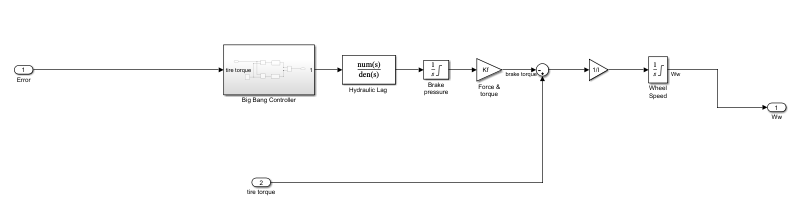 1
Error
tire torque
1
Big Bang Controller
num(s)
den(s)
Hydraulic Lag
1
s
Brake
pressure
Kf
Force &
torque
brake torque
1/I
1
s
Ww
Wheel
Speed
1
Ww
2
tire torque